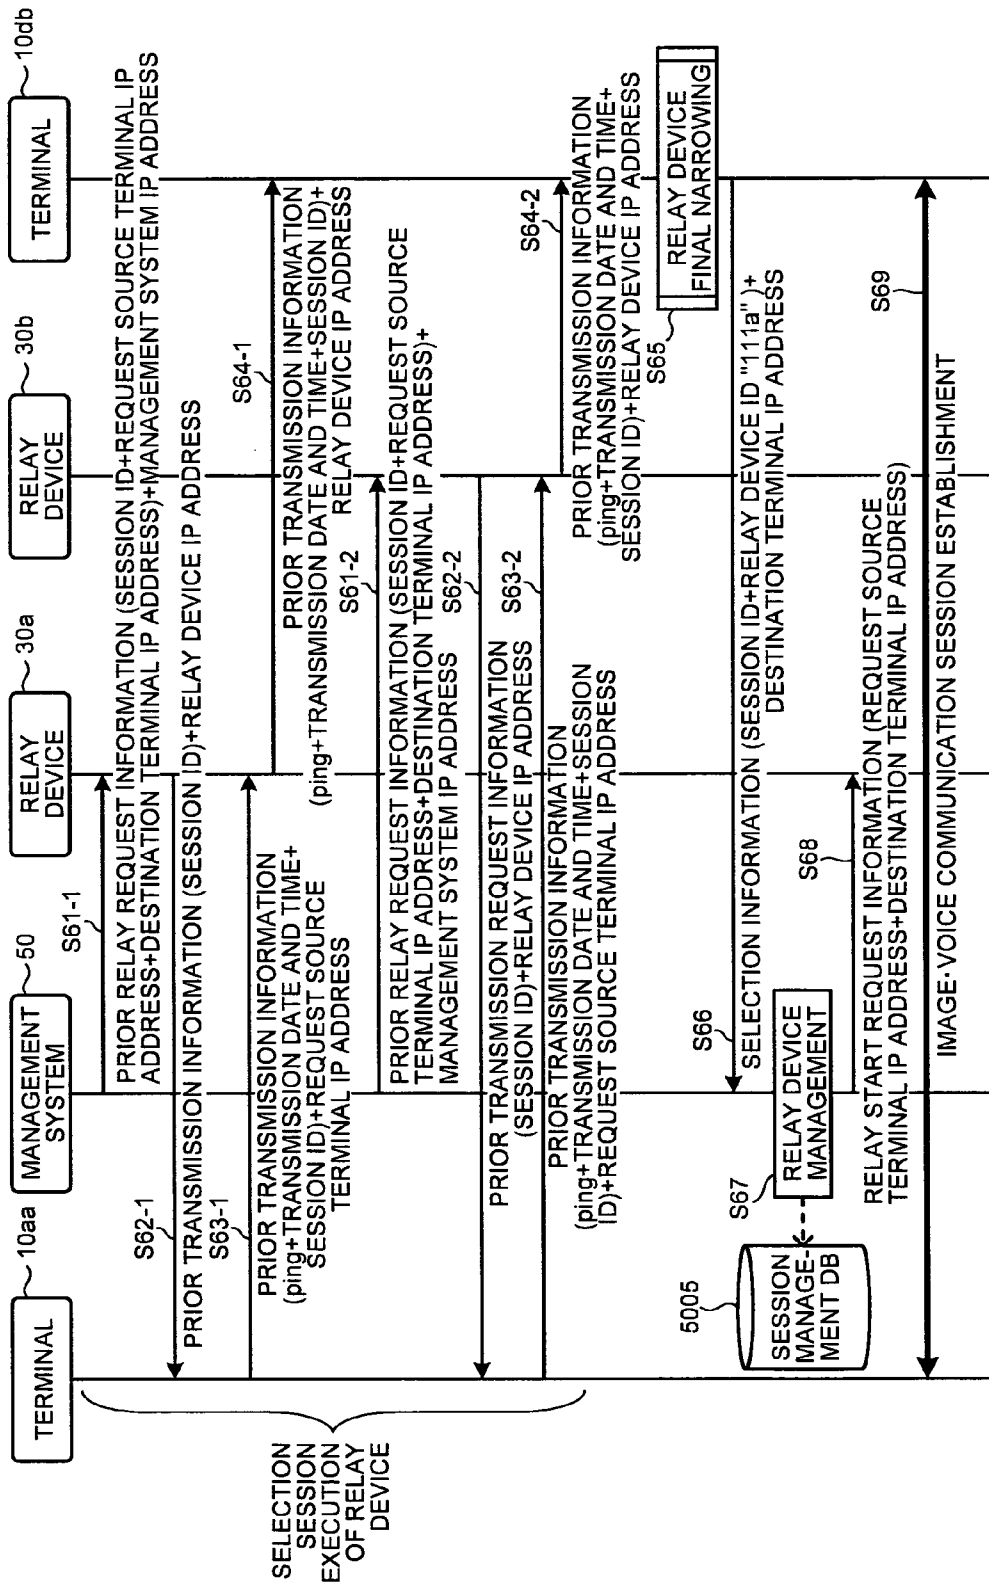 TERMINAL
10aa
MANAGEMENT
SYSTEM
50
RELAY
DEVICE
30a
RELAY
DEVICE
30b
TERMINAL
10db
S61-1
PRIOR RELAY REQUEST INFORMATION (SESSION ID+REQUEST SOURCE TERMINAL IP
ADDRESS+DESTINATION TERMINAL IP ADDRESS)+MANAGEMENT SYSTEM IP ADDRESS
S62-1
PRIOR TRANSMISSION INFORMATION (SESSION ID)+RELAY DEVICE IP ADDRESS
S63-1
PRIOR TRANSMISSION INFORMATION
(ping+TRANSMISSION DATE AND TIME+
SESSION ID)+REQUEST SOURCE
TERMINAL IP ADDRESS
S64-1
PRIOR TRANSMISSION INFORMATION
(ping+TRANSMISSION DATE AND TIME+SESSION ID)+
RELAY DEVICE IP ADDRESS
S61-2
PRIOR RELAY REQUEST INFORMATION (SESSION ID+REQUEST SOURCE
TERMINAL IP ADDRESS+DESTINATION TERMINAL IP ADDRESS)+
MANAGEMENT SYSTEM IP ADDRESS
S62-2
PRIOR TRANSMISSION REQUEST INFORMATION
(SESSION ID)+RELAY DEVICE IP ADDRESS
S63-2
PRIOR TRANSMISSION INFORMATION
(ping+TRANSMISSION DATE AND TIME+SESSION
ID)+REQUEST SOURCE TERMINAL IP ADDRESS
S64-2
PRIOR TRANSMISSION INFORMATION
(ping+TRANSMISSION DATE AND TIME+
SESSION ID)+RELAY DEVICE IP ADDRESS
SELECTION
SESSION
EXECUTION
OF RELAY
DEVICE
S65
RELAY DEVICE
FINAL NARROWING
S66
SELECTION INFORMATION (SESSION ID+RELAY DEVICE ID "111a" )+
DESTINATION TERMINAL IP ADDRESS
5005
SESSION
MANAGE-
MENT DB
S67
RELAY DEVICE
MANAGEMENT
S68
RELAY START REQUEST INFORMATION (REQUEST SOURCE
TERMINAL IP ADDRESS+DESTINATION TERMINAL IP ADDRESS)
S69
IMAGE·VOICE COMMUNICATION SESSION ESTABLISHMENT